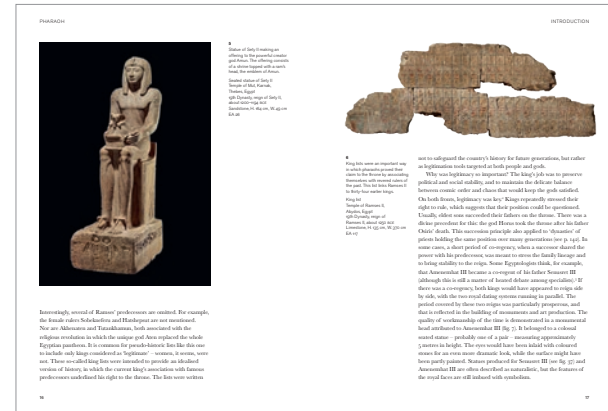 PHARAOH
INTRODUCTION
5
Statue of Sety II making an
offering to the powerful creator
god Amun. The offering consists
of a shrine topped with a ram's
head, the emblem of Amun.
Seated statue of Sety II
Temple of Mut, Karnak,
Thebes, Egypt
19th Dynasty, reign of Sety II,
about 1200–1194 BCE
Sandstone, H. 164 cm, W.
EA 26
Interestingly, several of Ramses' predecessors are omitted. For example,
the female rulers Sobekneferu and Hatshepsut are not mentioned.
Nor are Akhenaten and Tutankhamun, both associated with the
religious revolution in which the unique god Aten replaced the whole
Egyptian pantheon. It is common for pseudo-historic lists like this one
to include only kings considered as 'legitimate' – women, it seems, were
not. These so-called king lists were intended to provide an idealised
version of history, in which the current king's association with famous
predecessors underlined his right to the throne. The lists were written
16
6
King lists were an important way
in which pharaohs proved their
claim to the throne by associating
themselves with revered rulers of
the past. This list links Ramses II
to thirty-four earlier kings.
King list
Temple of Ramses II,
Abydos, Egypt
19th Dynasty, reign of
Ramses II, about 1250 BCE
Limestone, H. 135 cm, W. 370 cm
EA 117
not to safeguard the country's history for future generations, but rather
as legitimation tools targeted at both people and gods.
Why was legitimacy so important? The king's job was to preserve
political and social stability, and to maintain the delicate balance
between cosmic order and chaos that would keep the gods satisfied.
On both fronts, legitimacy was key. Kings repeatedly stressed their
right to rule, which suggests that their position could be questioned.
Usually, eldest sons succeeded their fathers on the throne. There was a
divine precedent for this: the god Horus took the throne after his father
Osiris' death. This succession principle also applied to 'dynasties' of
priests holding the same position over many generations (see p. 142). In
some cases, a short period of co-regency, when a successor shared the
power with his predecessor, was meant to stress the family lineage and
to bring stability to the reign. Some Egyptologists think, for example,
that Amenemhat III became a co-regent of his father Senusret III
(although this is still a matter of heated debate among specialists). If
there was a co-regency, both kings would have appeared to reign side
by side, with the two royal dating systems running in parallel. The
period covered by these two reigns was particularly prosperous, and
that is reflected in the building of monuments and art production. The
quality of workmanship of the time is demonstrated in a monumental
head attributed to Amenemhat III (fig. 7). It belonged to a colossal
seated statue – probably one of a pair – measuring approximately
5 metres in height. The eyes would have been inlaid with coloured
stones for an even more dramatic look, while the surface might have
been partly painted. Statues produced for Senusret III (see fig. 37) and
Amenemhat III are often described as naturalistic, but the features of
the royal faces are still imbued with symbolism.
17